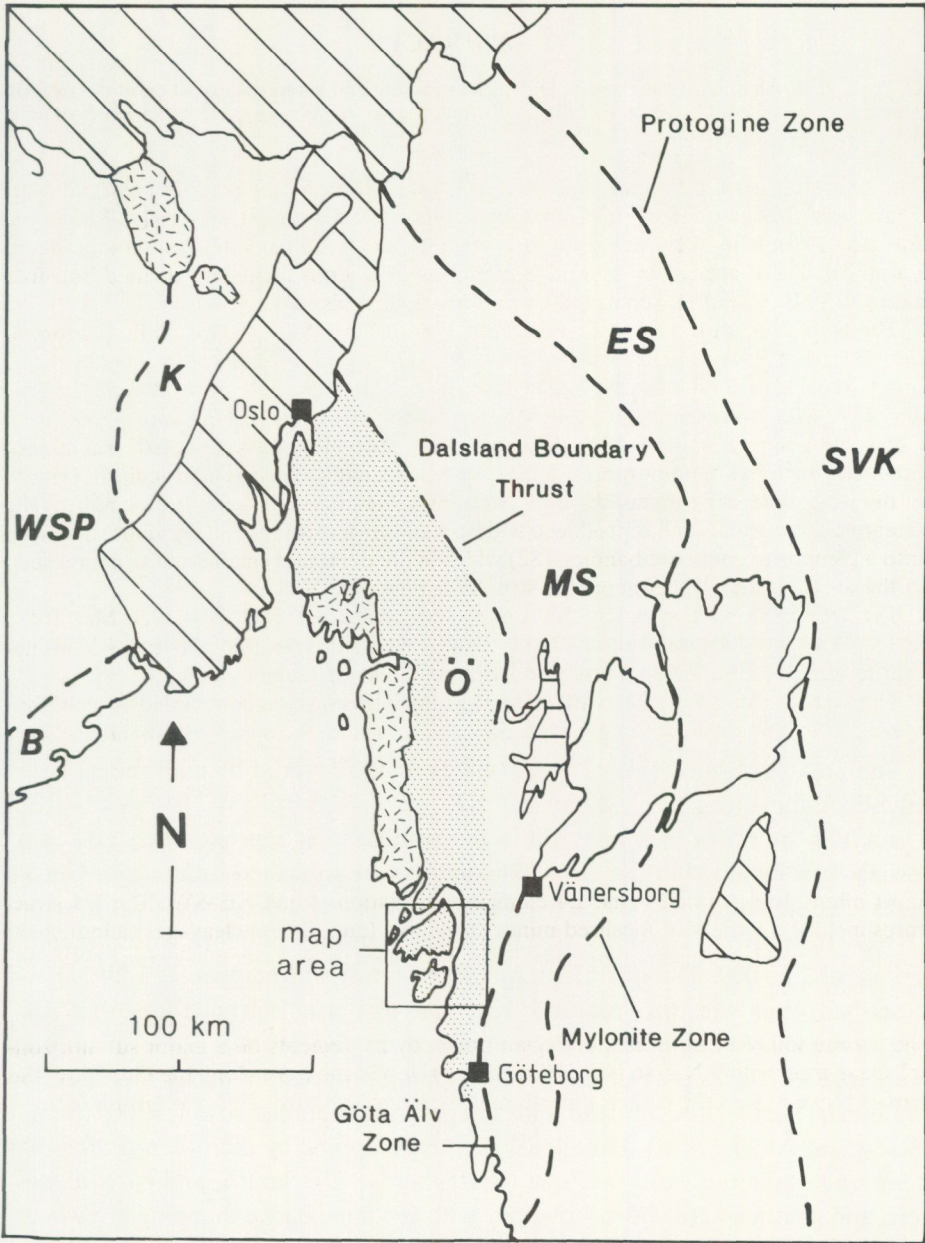 Protogine Zone
ES
K
Oslo
Dalsland Boundary
Thrust
SVK
WSP
MS
Ö
B
N
Vänersborg
map
area
Mylonite Zone
100 km
Göteborg
Göta Älv
Zone